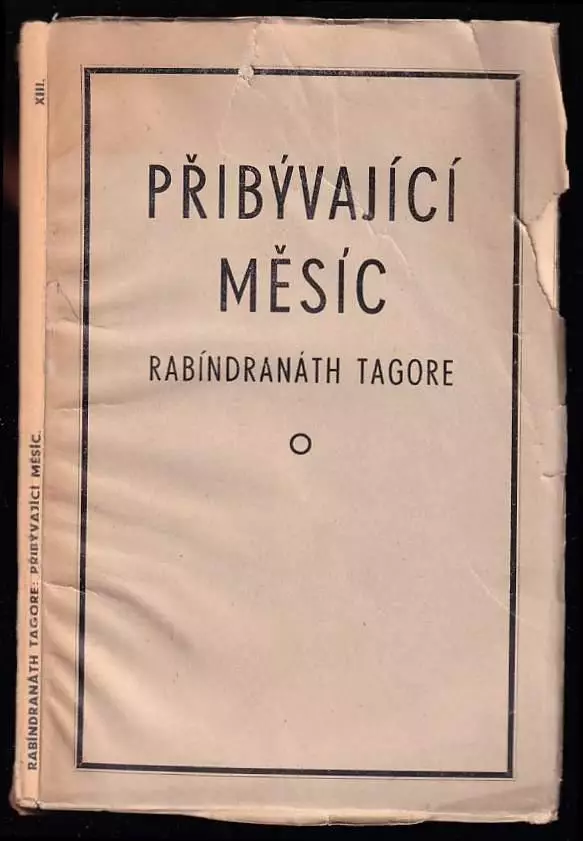 PŘIBÝVAJÍCÍ
MĚSÍC
RABÍNDRANÁTH TAGORE
RABÍNDRANÁTH TAGORE: PŘIBÝVAJÍCÍ MĚSÍC.
XIII.